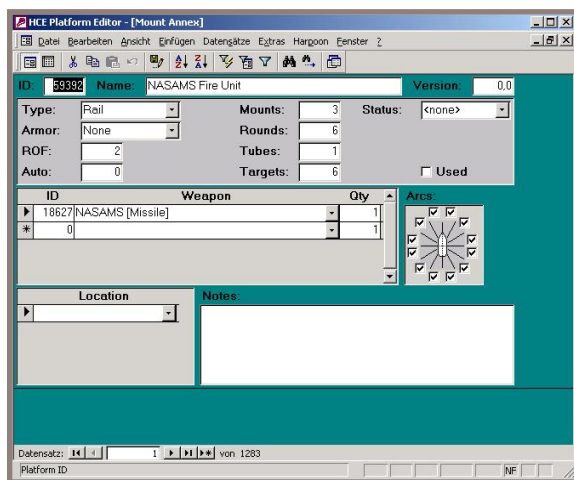 HCE Platform Editor - [Mount Annex]
Datei Bearbeiten Ansicht Einfügen Datensätze Extras Harpoon Fenster ?
ID: 59392 Name: NASAMS Fire Unit Version: 0,0
Type: Rail Mounts: 3 Status: <none>
Armor: None Rounds: 6
ROF: 2 Tubes: 1
Auto: 0 Targets: 6 Used
ID Weapon Qty Arcs:
18627 NASAMS [Missile] 1
0 1
Location Notes:
Datensatz: 1 von 1283
Platform ID NF